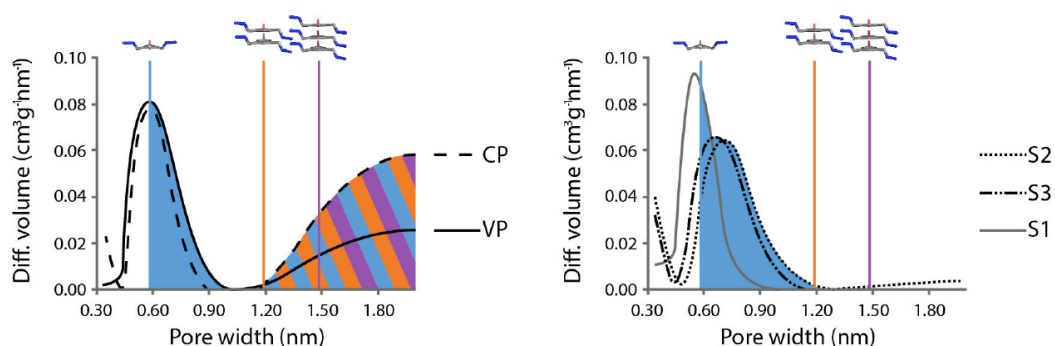 Diff. volume (cm³g⁻¹nm⁻¹)
0.10
0.08
0.06
0.04
0.02
0.00
0.30 0.60 0.90 1.20 1.50 1.80
Pore width (nm)
CP
VP
Diff. volume (cm³g⁻¹nm⁻¹)
0.10
0.08
0.06
0.04
0.02
0.00
0.30 0.60 0.90 1.20 1.50 1.80
Pore width (nm)
S2
S3
S1